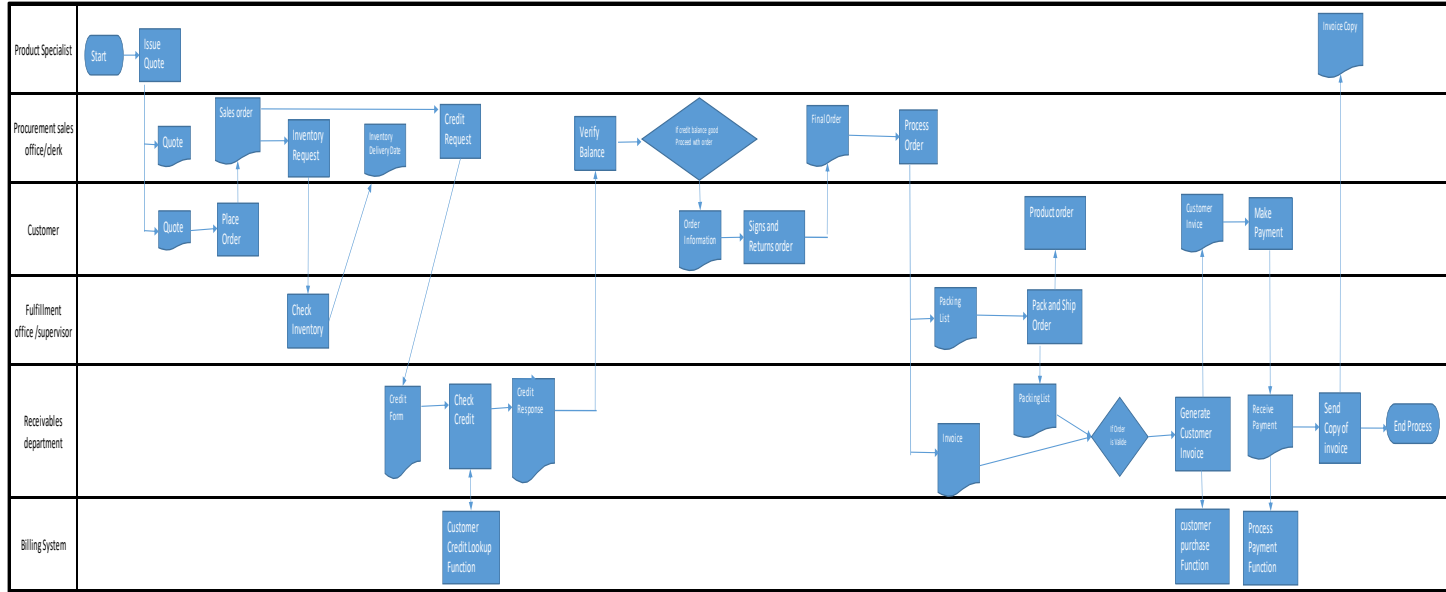 Product Specialist
Start
Issue
Quote
Invoice Copy
Procurement sales
office/clerk
Quote
Sales order
Inventory
Request
Inventory
Delivery Date
Credit
Request
Verify
Balance
If credit balance good
Proceed with order
Final Order
Process
Order
Customer
Quote
Place
Order
Order
Information
Signs and
Returns order
Product order
Customer
Invice
Make
Payment
Fulfillment
office /supervisor
Check
Inventory
Packing
List
Pack and Ship
Order
Receivables
department
Credit
Form
Check
Credit
Credit
Response
Invoice
Packing List
If Order
is Valide
Generate
Customer
Invoice
Receive
Payment
Send
Copy of
invoice
End Process
Billing System
Customer
Credit Lookup
Function
customer
purchase
Function
Process
Payment
Function